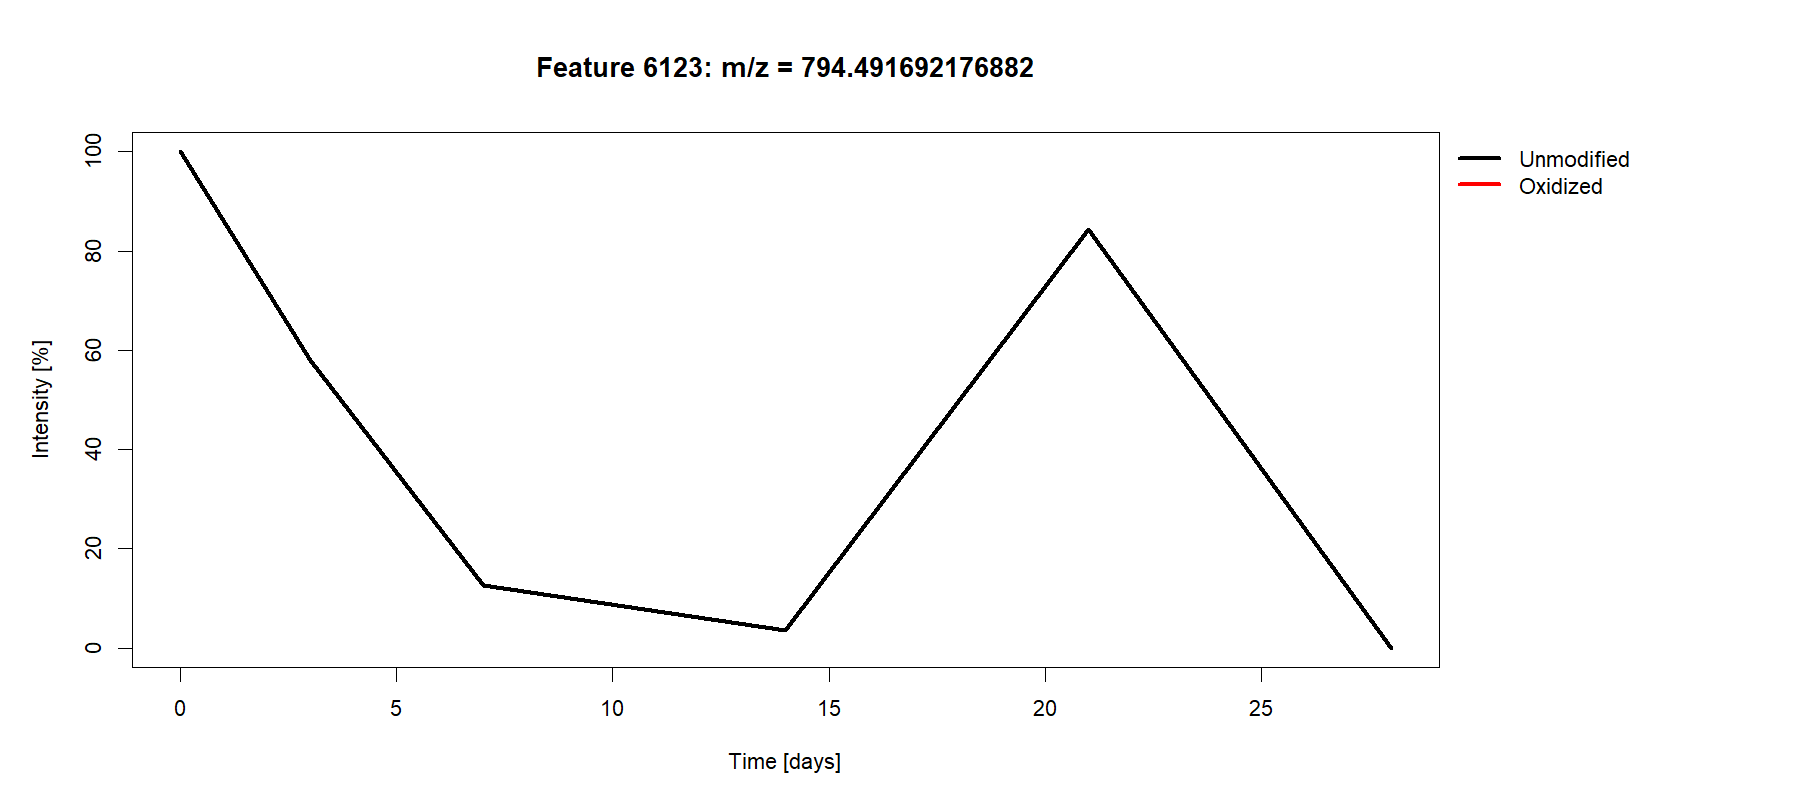 Feature 6123: m/z = 794.491692176882
Unmodified
Oxidized
Intensity [%]
100
80
60
40
20
0
0 5 10 15 20 25
Time [days]